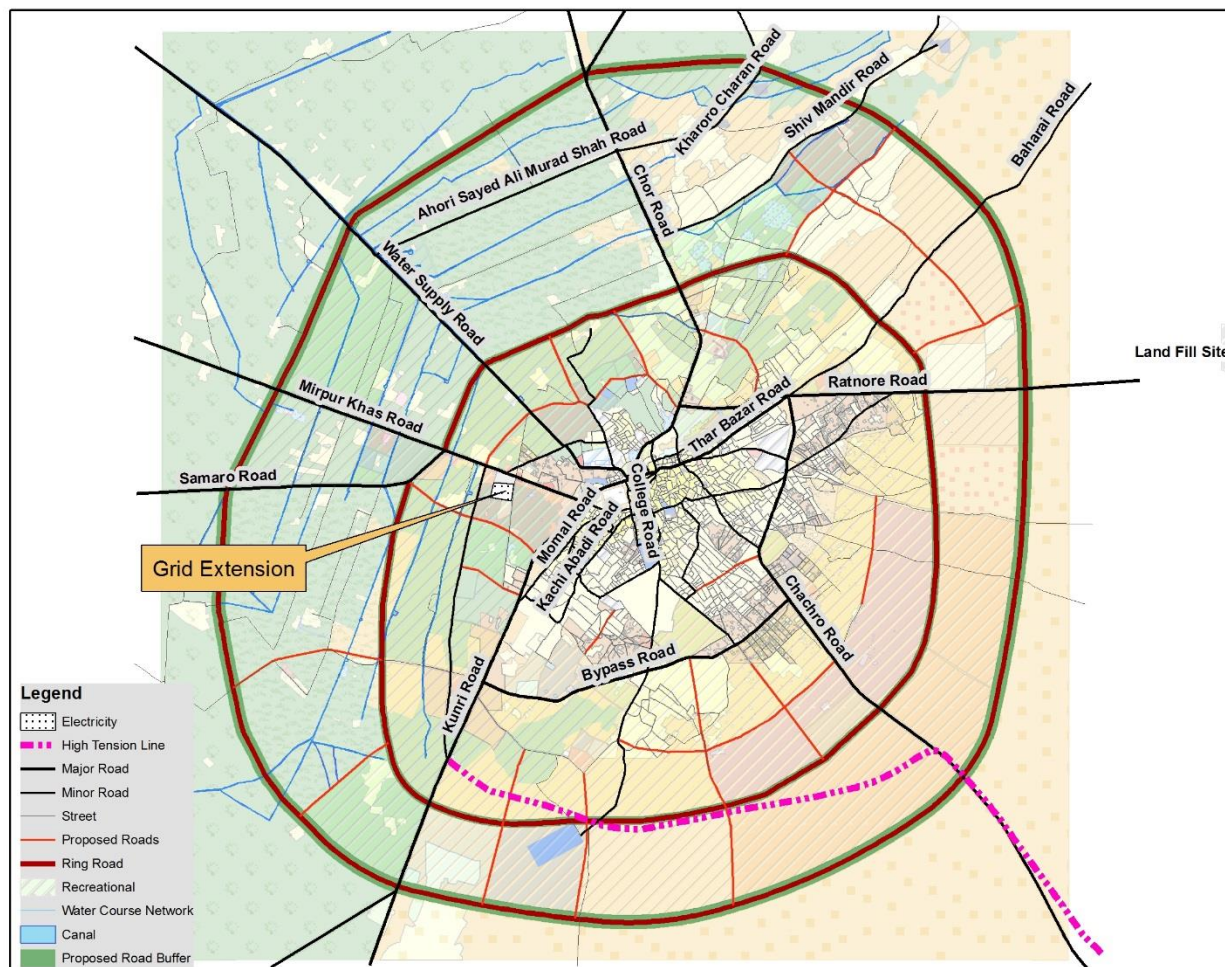 Kharoro Charan Road
Shiv Mandir Road
Baharai Road
Ahori Sayed Ali Murad Shah Road
Chor Road
Water Supply Road
Land Fill Site
Mirpur Khas Road
Ratnore Road
Thar Bazar Road
Samaro Road
College Road
Momal Road
Kachi Abadi Road
Grid Extension
Chachro Road
Bypass Road
Kunri Road
Legend
Electricity
High Tension Line
Major Road
Minor Road
Street
Proposed Roads
Ring Road
Recreational
Water Course Network
Canal
Proposed Road Buffer